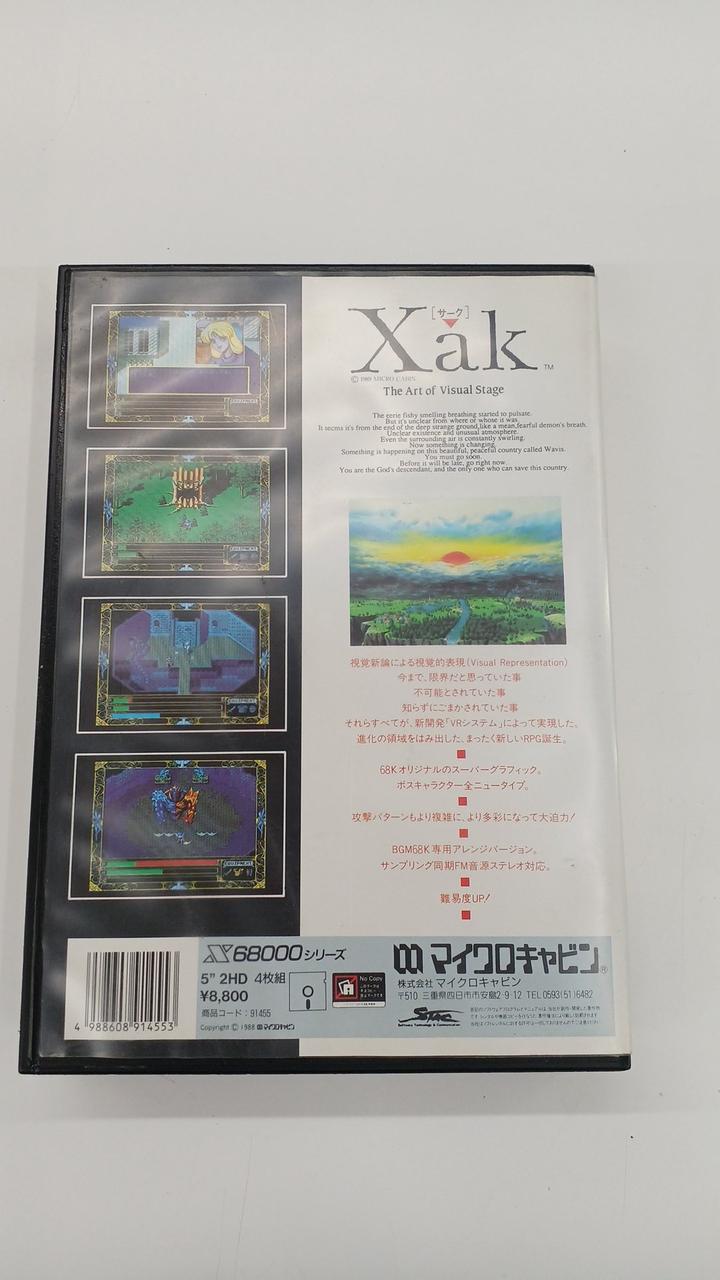 Xak
[サーク]
TM
© 1989 MICRO CABIN
The Art of Visual Stage
The eerie fishy smelling breathing started to pulsate.
But it's unclear from where or whose it was.
It seems it's from the end of the deep strange ground,like a mean,fearful demon's breath.
Unclear existence and unusual atmosphere.
Even the surrounding air is constantly swirling.
Now something is changing.
Something is happening on this beautiful, peaceful country called Wavis.
You must go soon.
Before it will be late, go right now.
You are the God's descendant, and the only one who can save this country.
視覚新論による視覚的表現(Visual Representation)
今まで、限界だと思っていた事
不可能とされていた事
知らずにごまかされていた事
それらすべてが、新開発「VRシステム」によって実現した。
進化の領域をはみ出した、まったく新しいRPG誕生。
68Kオリジナルのスーパーグラフィック。
ボスキャラクター全ニュータイプ。
攻撃パターンもより複雑に、より多彩になって大迫力!
BGM68K専用アレンジバージョン。
サンプリング同期FM音源ステレオ対応。
難易度UP!
EQUIPMENT
EQUIPMENT
EQUIPMENT
EQUIPMENT
4 988608 914553
X68000シリーズ
5" 2HD 4枚組
¥8,800
商品コード:91455
Copyright © 1988 マイクロキャビン
No Copy
マイクロキャビン®
株式会社 マイクロキャビン
〒510 三重県四日市市安島2-9-12 TEL.0593(51)6482
STAC
Software Technology & Communication